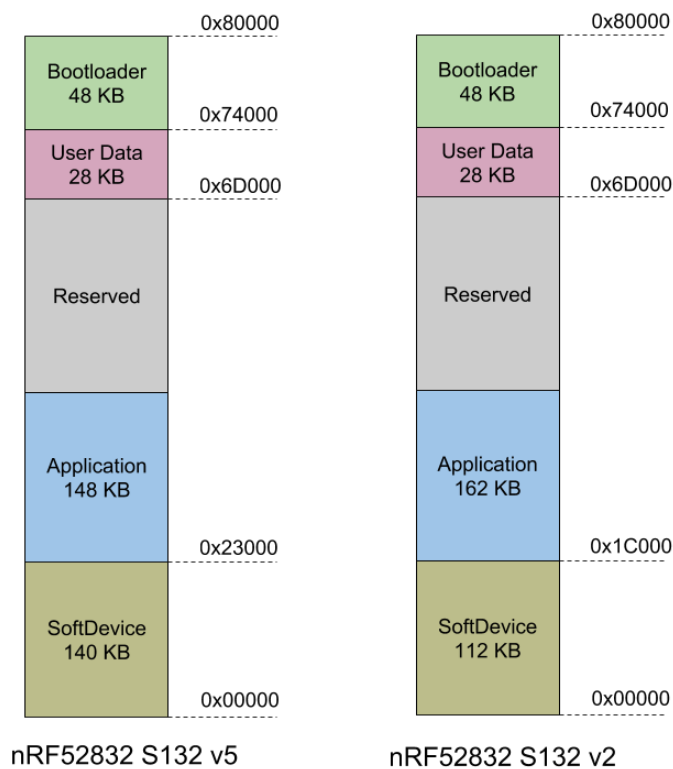 0x80000
Bootloader
48 KB
0x74000
User Data
28 KB
0x6D000
Reserved
Application
148 KB
0x23000
SoftDevice
140 KB
0x00000
nRF52832 S132 v5
0x80000
Bootloader
48 KB
0x74000
User Data
28 KB
0x6D000
Reserved
Application
162 KB
0x1C000
SoftDevice
112 KB
0x00000
nRF52832 S132 v2